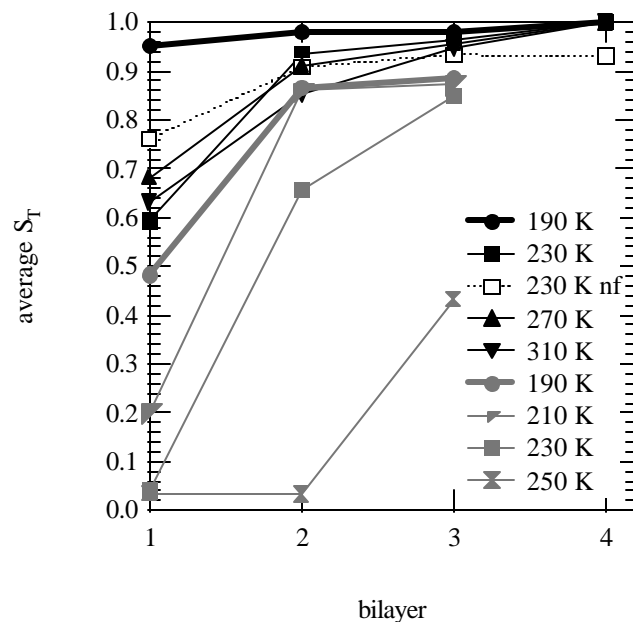 1.0
0.9
0.8
0.7
0.6
0.5
0.4
0.3
0.2
0.1
0.0
average S_T
190 K
230 K
230 K nf
270 K
310 K
190 K
210 K
230 K
250 K
1 2 3 4
bilayer